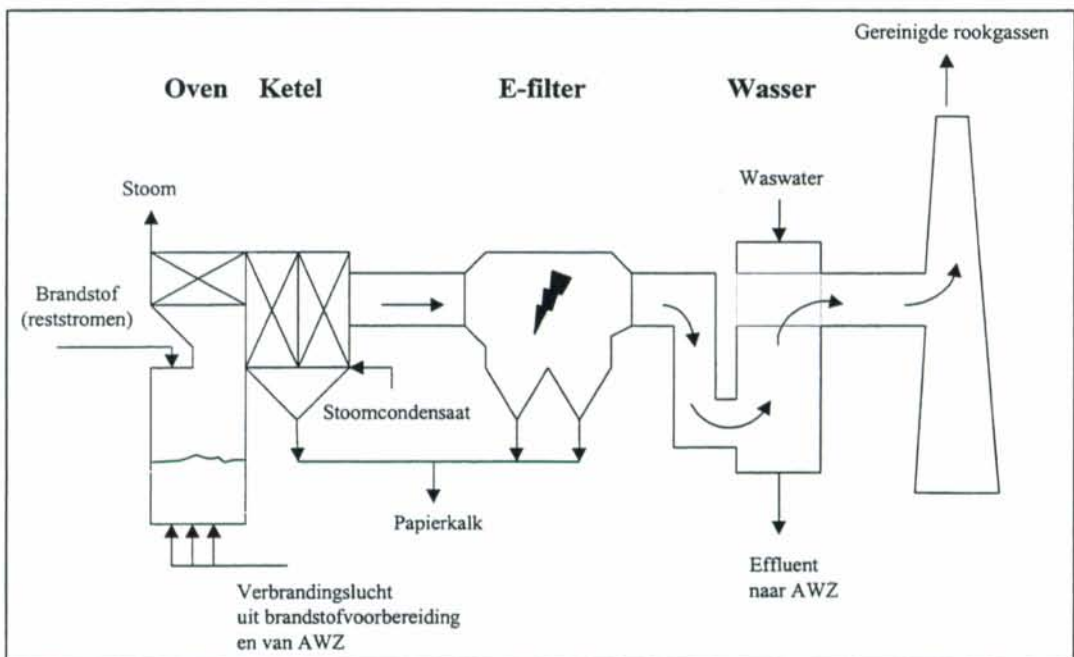 Gereinigde rookgassen
Oven Ketel E-filter Wasser
Stoom
Waswater
Brandstof
(reststromen)
Stoomcondensaat
Papierkalk
Effluent
naar AWZ
Verbrandingslucht
uit brandstofvoorbereiding
en van AWZ